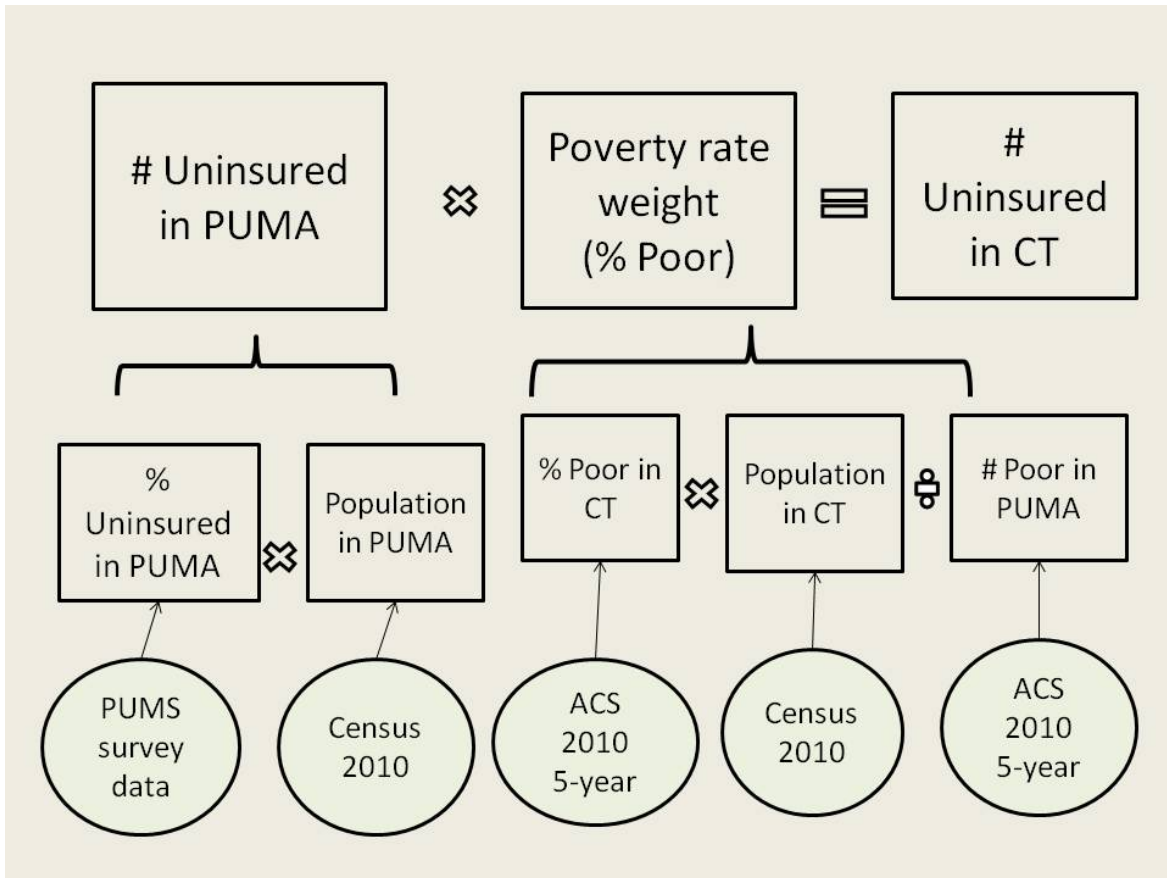 # Uninsured
in PUMA
Poverty rate
weight
(% Poor)
#
Uninsured
in CT
%
Uninsured
in PUMA
Population
in PUMA
% Poor in
CT
Population
in CT
# Poor in
PUMA
PUMS
survey
data
Census
2010
ACS
2010
5-year
Census
2010
ACS
2010
5-year